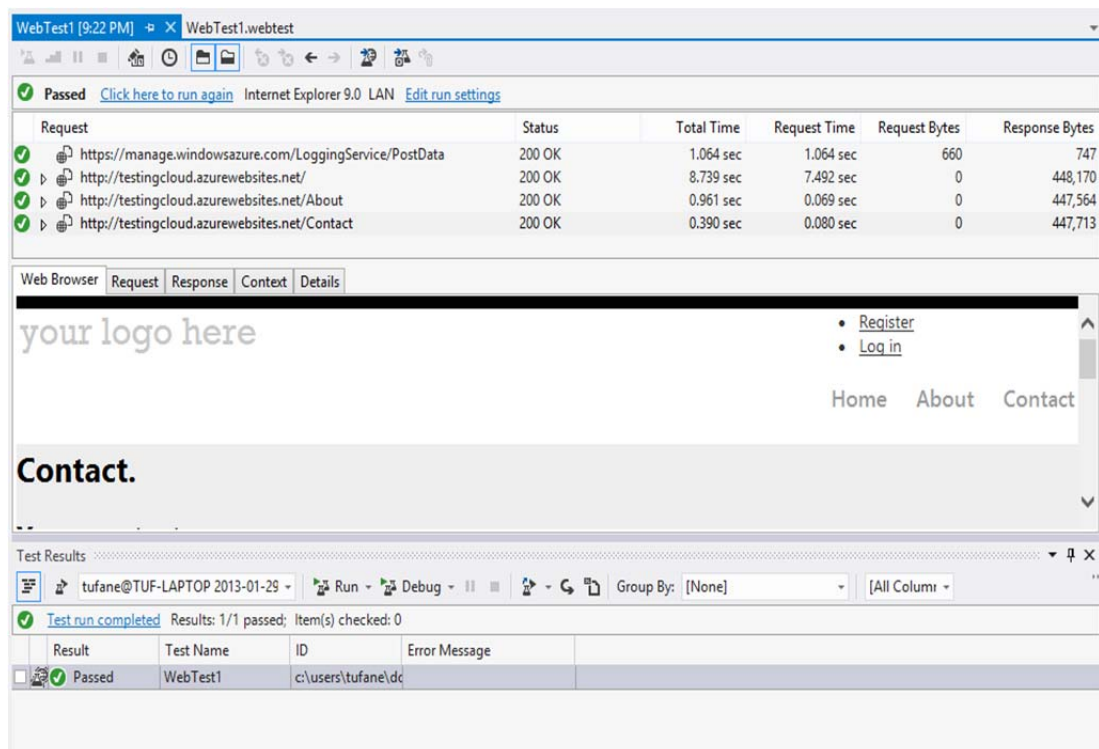 WebTest1 [9:22 PM] WebTest1.webtest
Passed Click here to run again Internet Explorer 9.0 LAN Edit run settings
Request Status Total Time Request Time Request Bytes Response Bytes
https://manage.windowsazure.com/LoggingService/PostData 200 OK 1.064 sec 1.064 sec 660 747
http://testingcloud.azurewebsites.net/ 200 OK 8.739 sec 7.492 sec 0 448,170
http://testingcloud.azurewebsites.net/About 200 OK 0.961 sec 0.069 sec 0 447,564
http://testingcloud.azurewebsites.net/Contact 200 OK 0.390 sec 0.080 sec 0 447,713
Web Browser Request Response Context Details
your logo here
• Register
• Log in
Home About Contact
Contact.
Test Results
tufane@TUF-LAPTOP 2013-01-29 Run Debug Group By: [None] [All Colum
Test run completed Results: 1/1 passed; Item(s) checked: 0
Result Test Name ID Error Message
Passed WebTest1 c:\users\tufane\dc